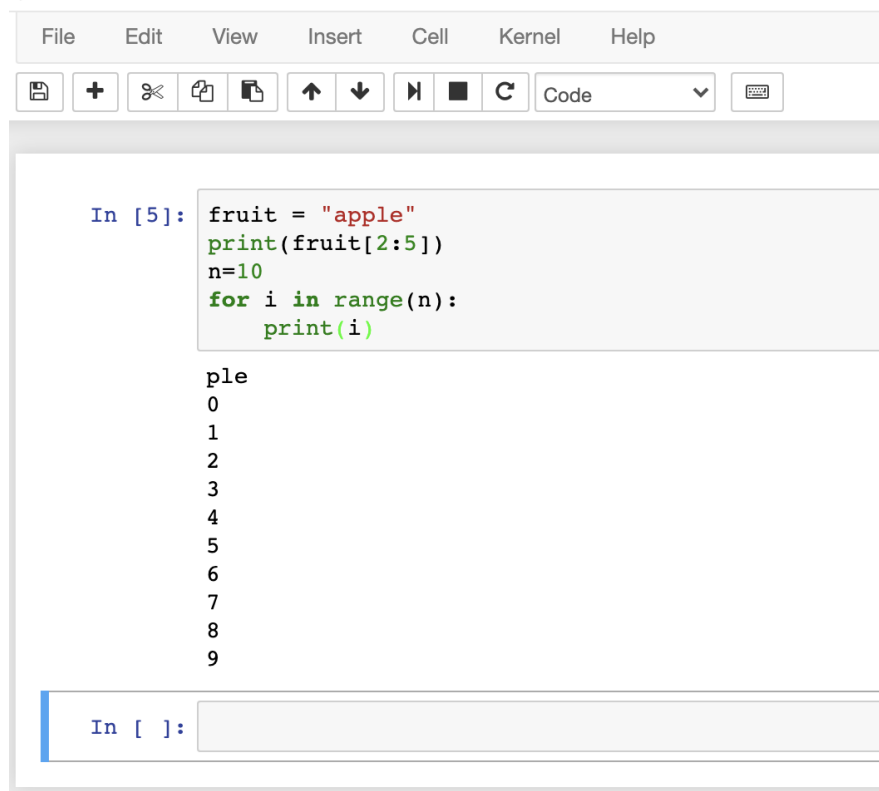 File Edit View Insert Cell Kernel Help
Code
In [5]: fruit = "apple"
print(fruit[2:5])
n=10
for i in range(n):
    print(i)
ple
0
1
2
3
4
5
6
7
8
9
In [ ]: